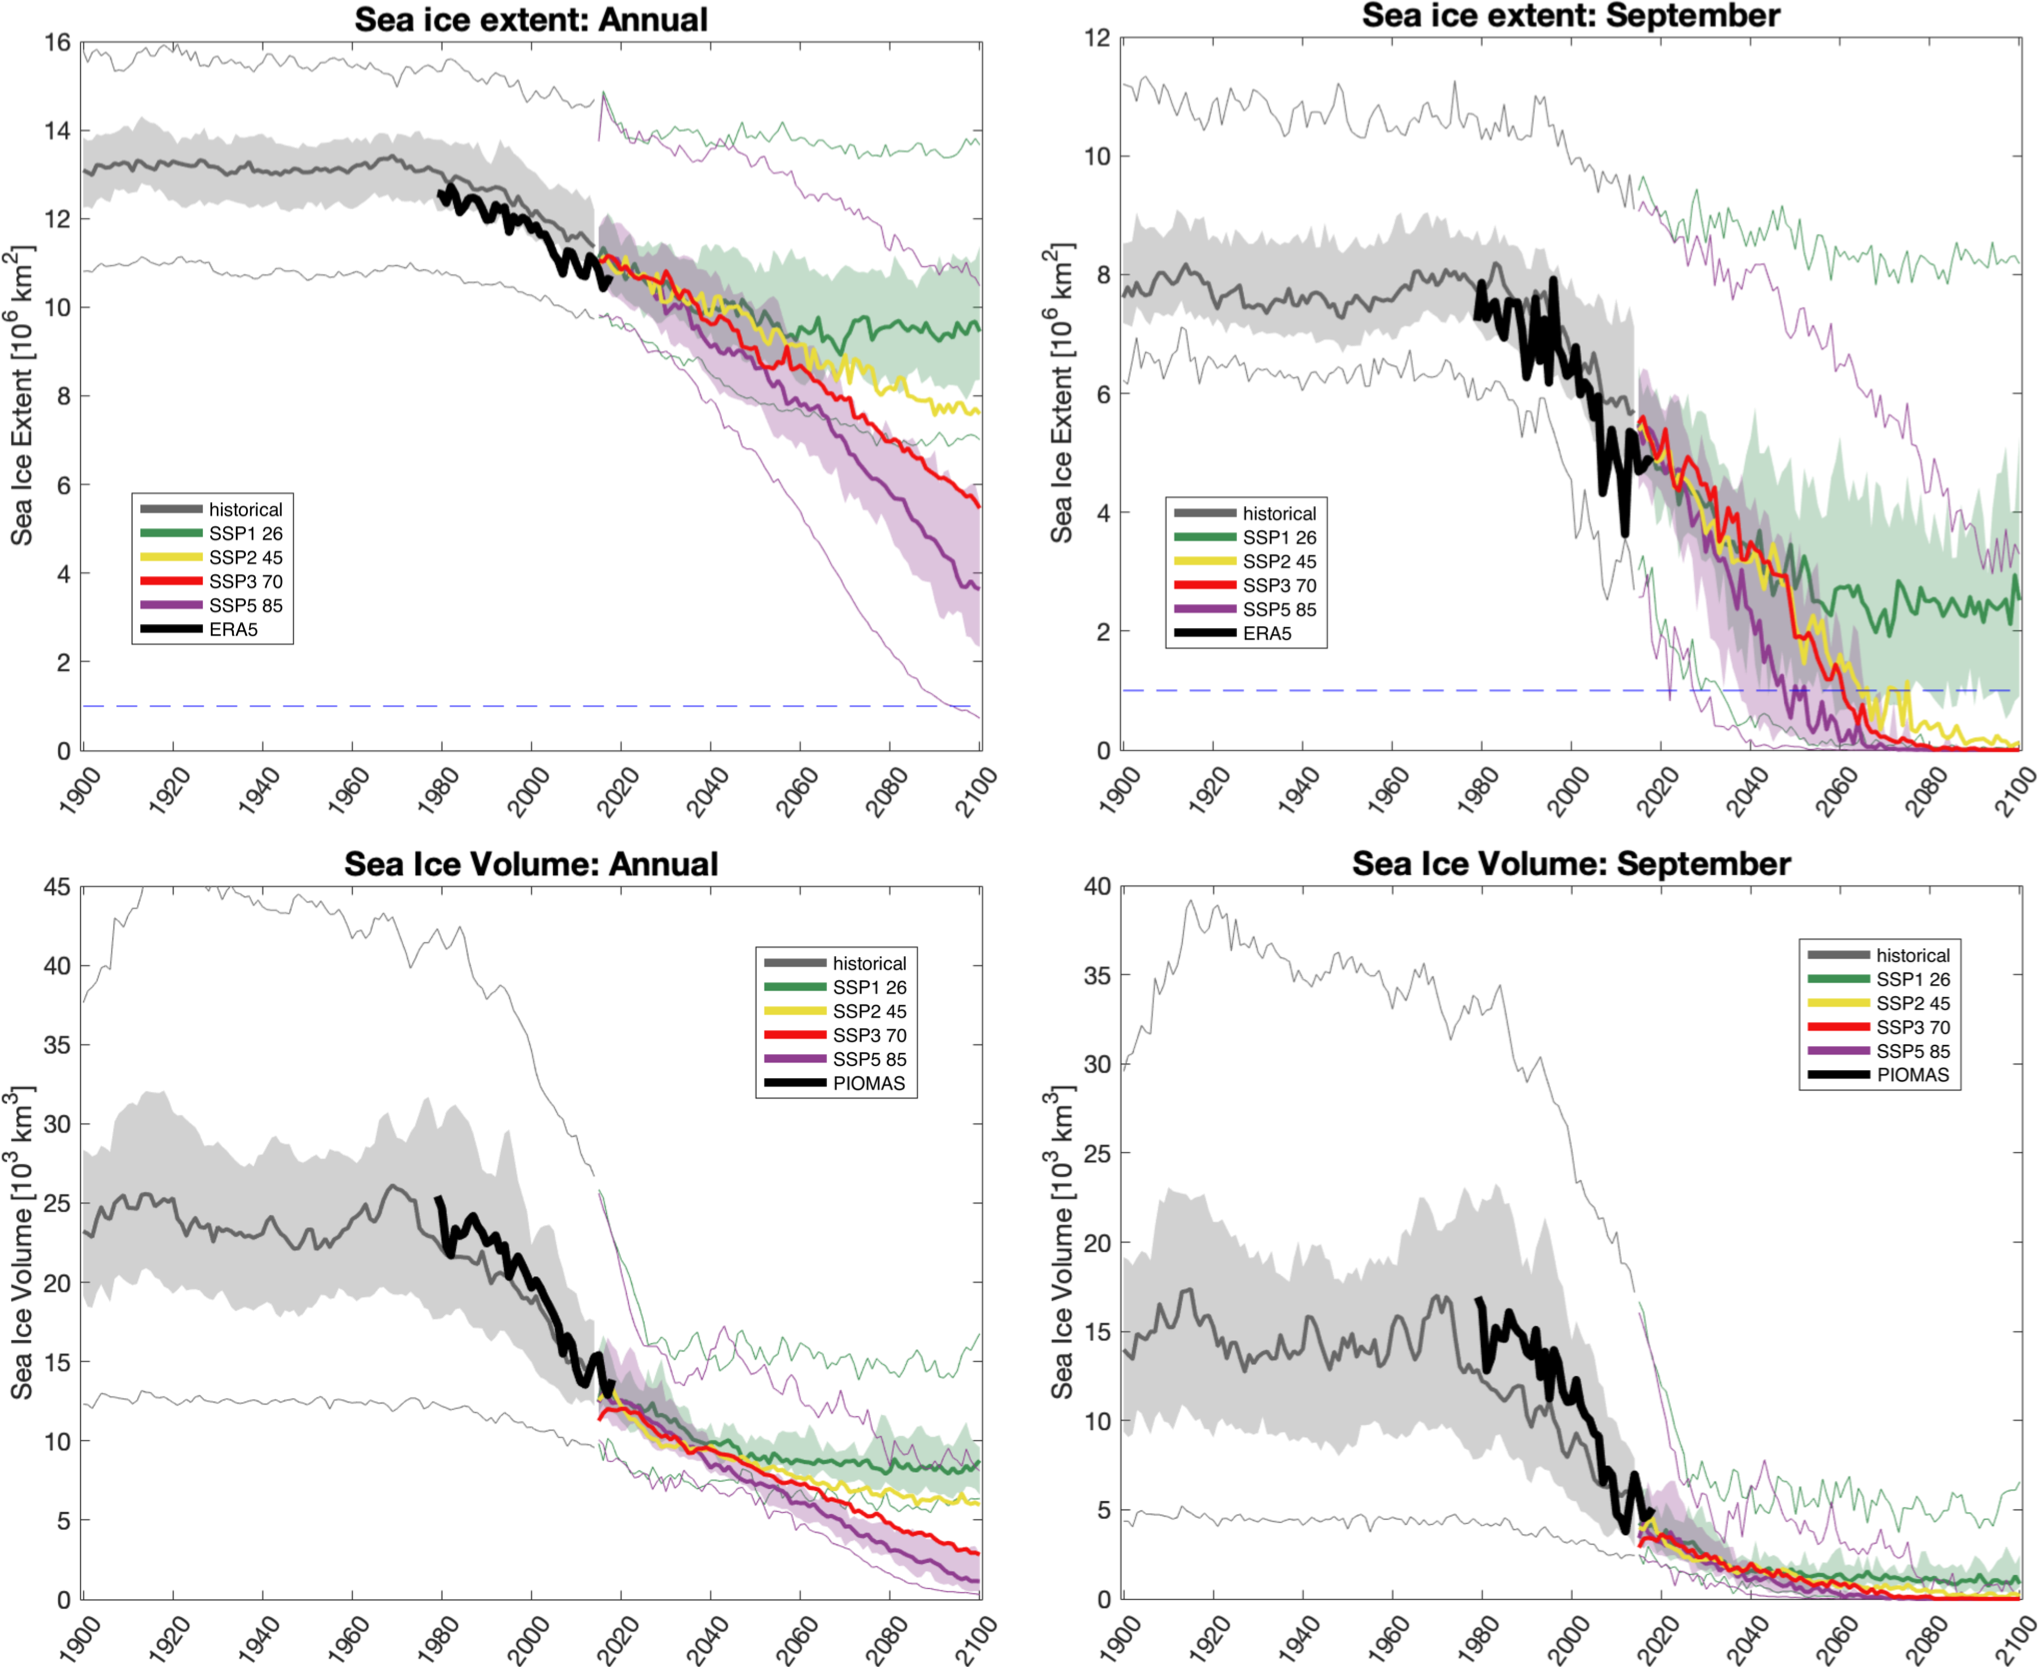 Sea ice extent: Annual
Sea Ice Extent [10^6 km^2]
16
14
12
10
8
6
4
2
0
historical
SSP1 26
SSP2 45
SSP3 70
SSP5 85
ERA5
1900
1920
1940
1960
1980
2000
2020
2040
2060
2080
2100
Sea ice extent: September
Sea Ice Extent [10^6 km^2]
12
10
8
6
4
2
0
historical
SSP1 26
SSP2 45
SSP3 70
SSP5 85
ERA5
1900
1920
1940
1960
1980
2000
2020
2040
2060
2080
2100
Sea Ice Volume: Annual
Sea Ice Volume [10^3 km^3]
45
40
35
30
25
20
15
10
5
0
historical
SSP1 26
SSP2 45
SSP3 70
SSP5 85
PIOMAS
1900
1920
1940
1960
1980
2000
2020
2040
2060
2080
2100
Sea Ice Volume: September
Sea Ice Volume [10^3 km^3]
40
35
30
25
20
15
10
5
0
historical
SSP1 26
SSP2 45
SSP3 70
SSP5 85
PIOMAS
1900
1920
1940
1960
1980
2000
2020
2040
2060
2080
2100